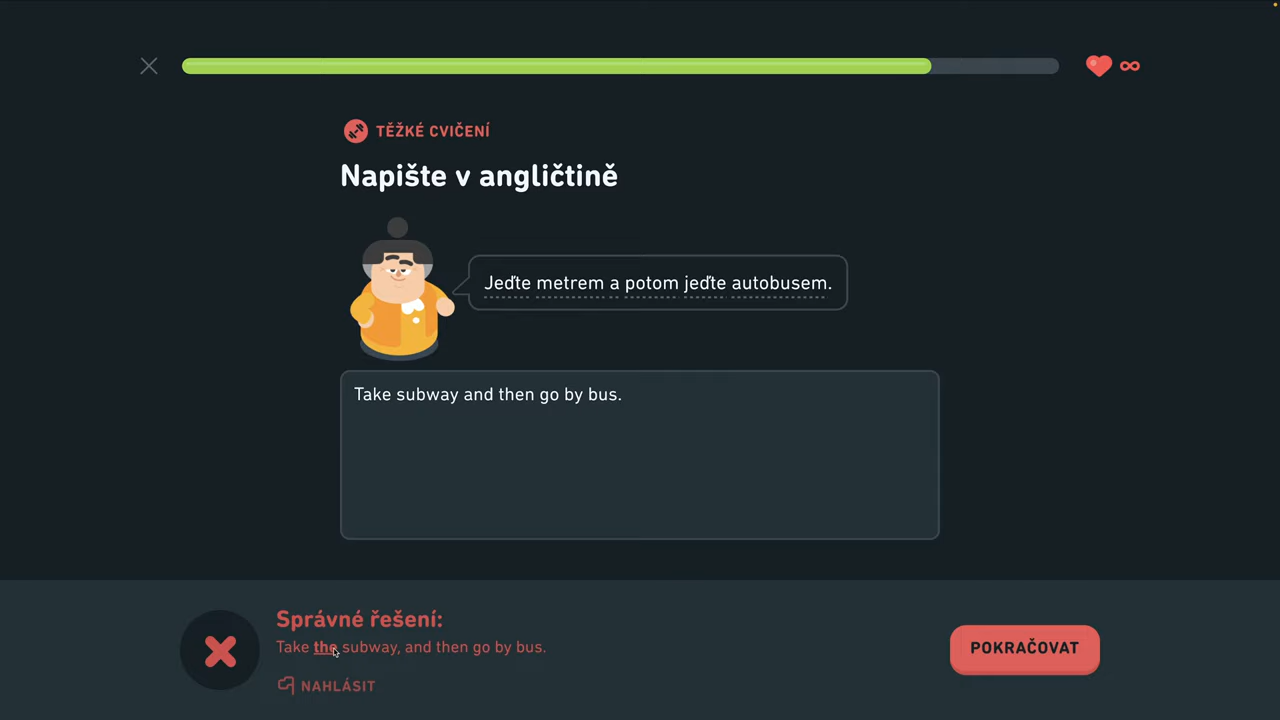 TĚŽKÉ CVIČENÍ
Napište v angličtině
Jeďte metrem a potom jeďte autobusem.
Take subway and then go by bus.
Správné řešení:
Take the subway, and then go by bus.
POKRAČOVAT
NAHLÁSIT